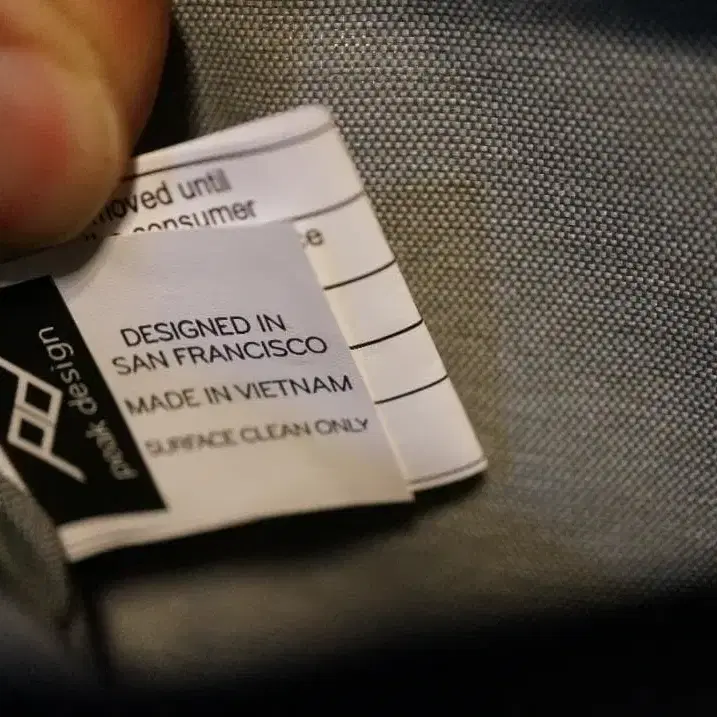 moved until
consumer
peak design
DESIGNED IN
SAN FRANCISCO
MADE IN VIETNAM
SURFACE CLEAN ONLY